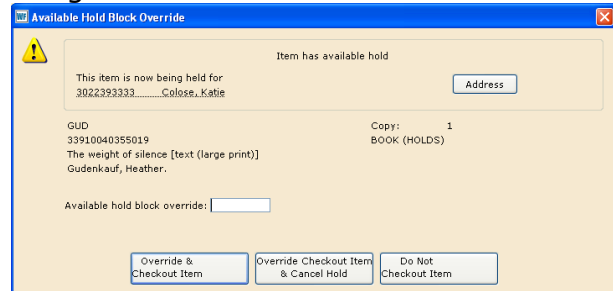 WF Available Hold Block Override
Item has available hold
This item is now being held for
3022393333 Colose, Katie
Address
GUD Copy: 1
33910040355019 BOOK (HOLDS)
The weight of silence [text (large print)]
Gudenkauf, Heather.
Available hold block override:
Override &
Checkout Item
Override Checkout Item
& Cancel Hold
Do Not
Checkout Item